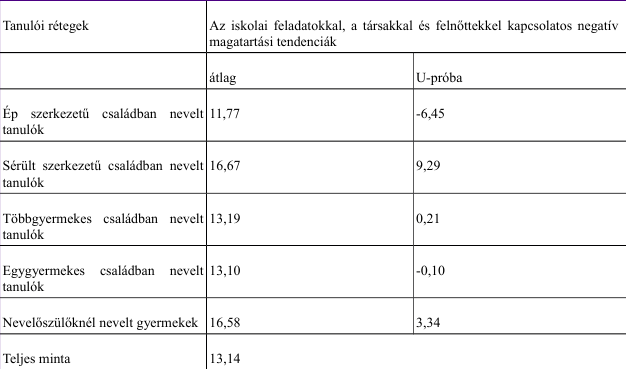 Tanulói rétegek
Az iskolai feladatokkal, a társakkal és felnőttekkel kapcsolatos negatív
magatartási tendenciák
átlag
U-próba
Ép szerkezetű családban nevelt
tanulók
11,77
-6,45
Sérült szerkezetű családban nevelt
tanulók
16,67
9,29
Többgyermekes családban nevelt
tanulók
13,19
0,21
Egygyermekes családban nevelt
tanulók
13,10
-0,10
Nevelőszülőknél nevelt gyermekek
16,58
3,34
Teljes minta
13,14